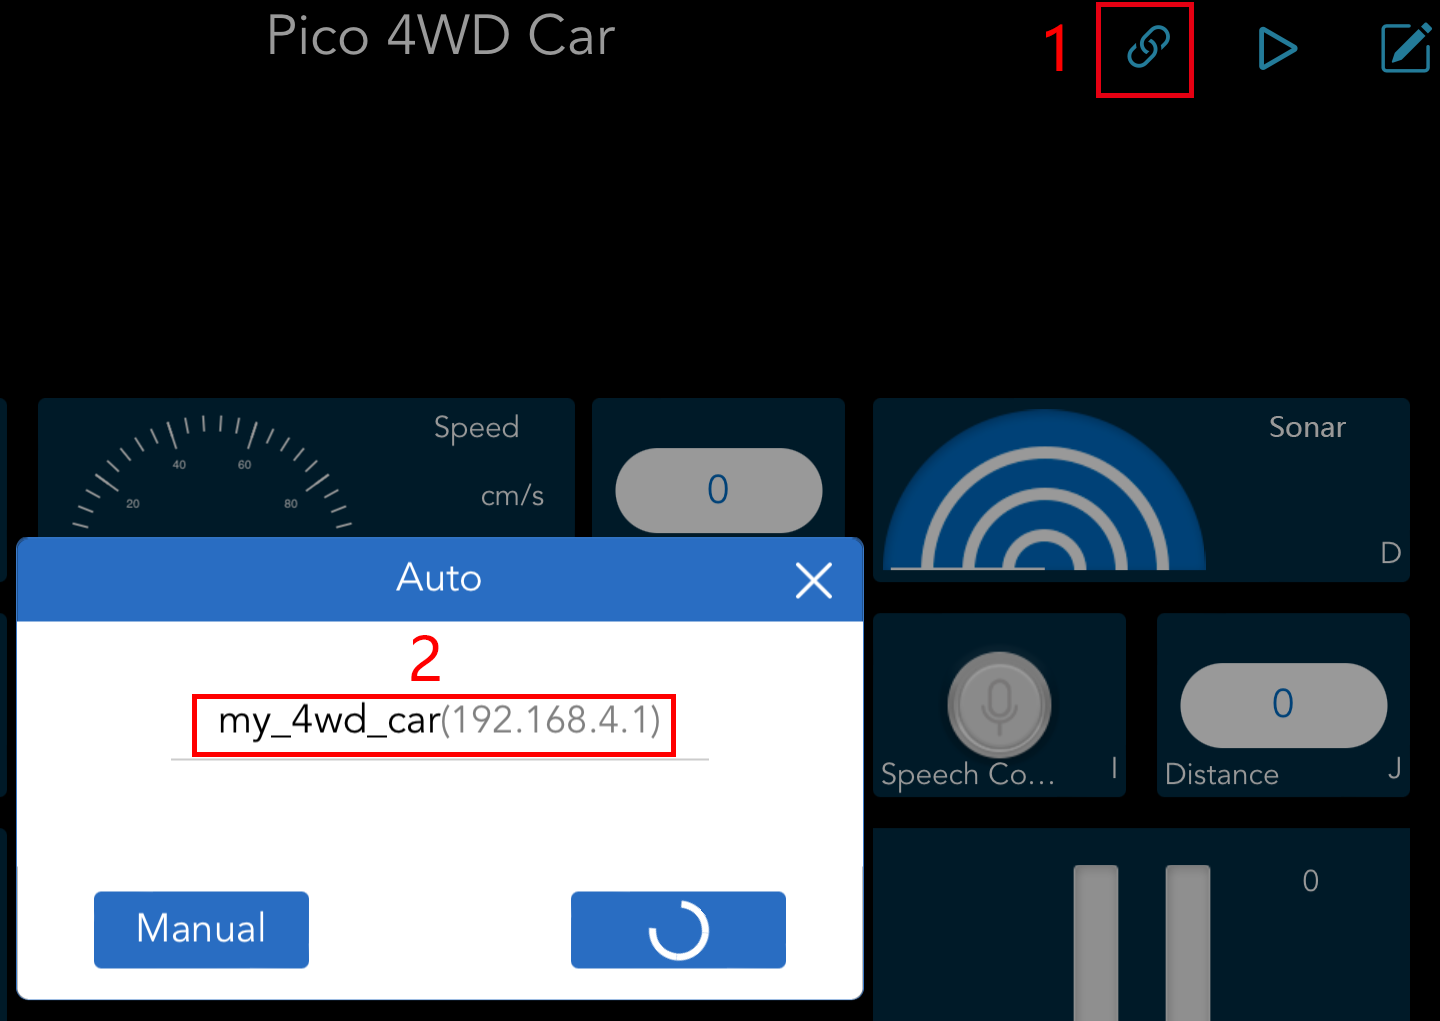 Pico 4WD Car
1
Speed
40
60
20
80
cm/s
0
Sonar
D
Auto
2
my_4wd_car(192.168.4.1)
Manual
Speech Co...
I
0
Distance
J
0